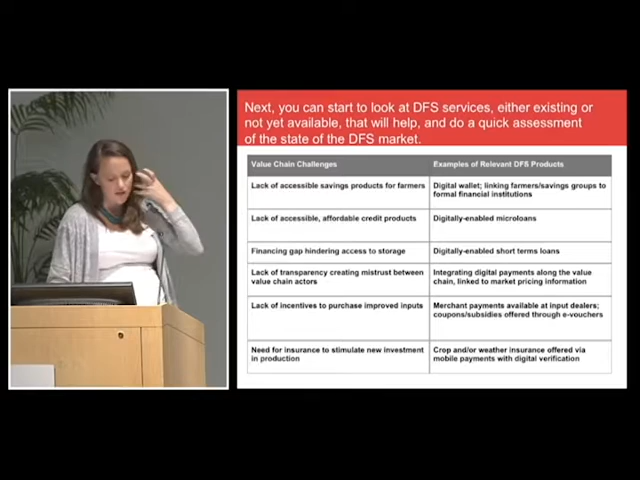 Next, you can start to look at DFS services, either existing or
not yet available, that will help, and do a quick assessment
of the state of the DFS market.
Value Chain Challenges
Examples of Relevant DFS Products
Lack of accessible savings products for farmers
Digital wallet; linking farmers/savings groups to
formal financial institutions
Lack of accessible, affordable credit products
Digitally-enabled microloans
Financing gap hindering access to storage
Digitally-enabled short terms loans
Lack of transparency creating mistrust between
value chain actors
Integrating digital payments along the value
chain, linked to market pricing information
Lack of incentives to purchase improved inputs
Merchant payments available at input dealers;
coupons/subsidies offered through e-vouchers
Need for insurance to stimulate new investment
in production
Crop and/or weather insurance offered via
mobile payments with digital verification